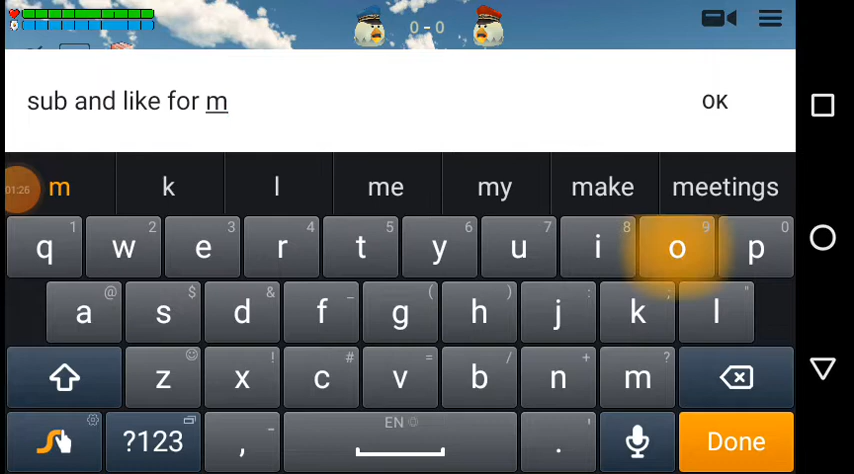 0 - 0
sub and like for m
OK
01:26
m k l me my make meetings
1 2 3 4 5 6 7 8 9 0
q w e r t y u i o p
@ $ & _ ( ) : ; "
a s d f g h j k l
! # = / + ?
z x c v b n m
EN
?123 , - . ' Done